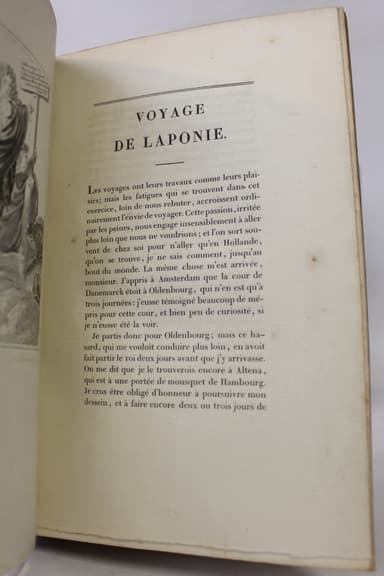 VOYAGE
DE LAPONIE.
Les voyages ont leurs travaux comme leurs plai-
sirs; mais les fatigues qui se trouvent dans cet
exercice, loin de nous rebuter, accroissent ordi-
nairement l'envie de voyager. Cette passion, irritée
par les peines, nous engage insensiblement à aller
plus loin que nous ne voudrions; et l'on sort sou-
vent de chez soi pour n'aller qu'en Hollande,
qu'on se trouve, je ne sais comment, jusqu'au
bout du monde. La même chose m'est arrivée,
monsieur. J'appris à Amsterdam que la cour de
Danemarck étoit à Oldenbourg, qui n'en est qu'à
trois journées: j'eusse témoigné beaucoup de mé-
pris pour cette cour, et bien peu de curiosité, si
je n'eusse été la voir.
Je partis donc pour Oldenbourg; mais ce ha-
sard, qui me vouloit conduire plus loin, en avoit
fait partir le roi deux jours avant que j'y arrivasse.
On me dit que je le trouverois encore à Altena,
qui est à une portée de mousquet de Hambourg.
Je crus être obligé d'honneur à poursuivre mon
dessein, et à faire encore deux ou trois jours de